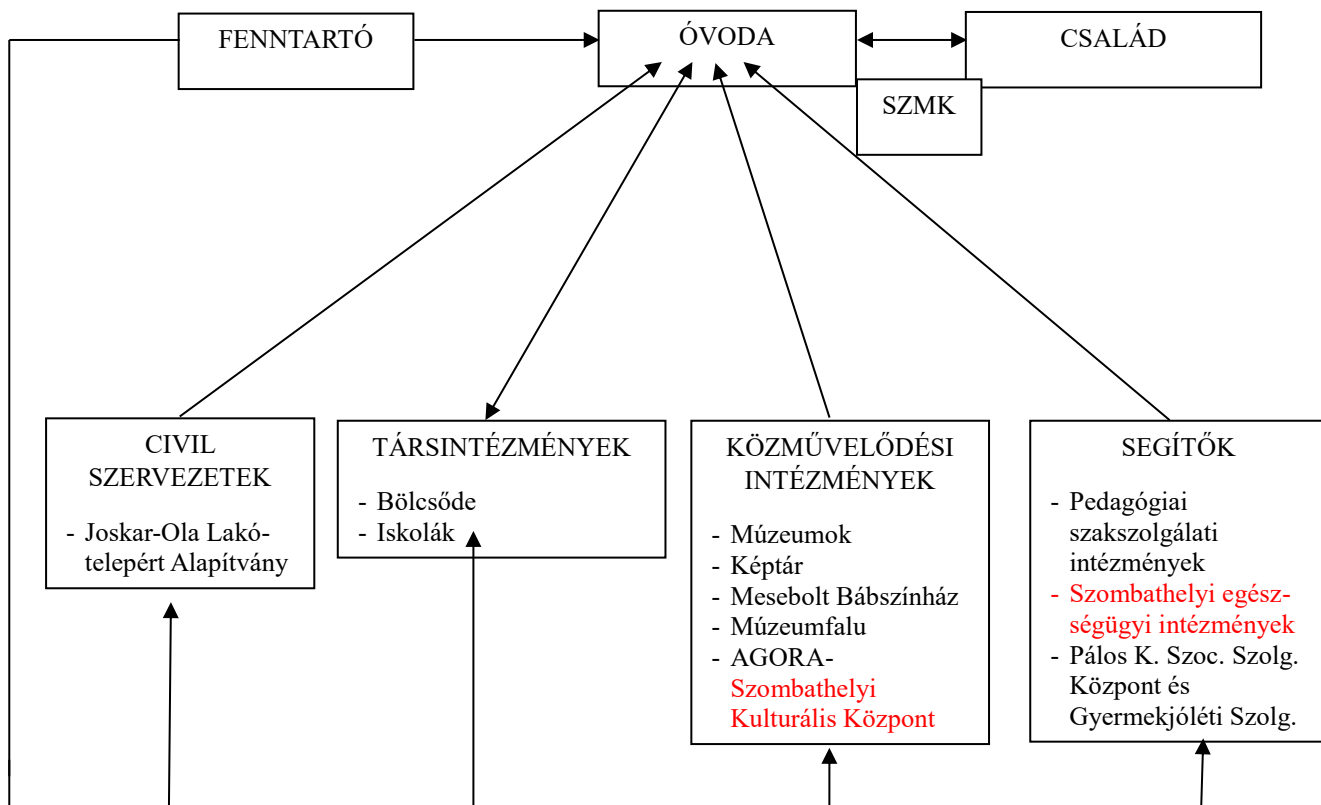 FENNTARTÓ
ÓVODA
CSALÁD
SZMK
CIVIL
SZERVEZETEK
- Joskar-Ola Lakó-
telepért Alapítvány
TÁRSINTÉZMÉNYEK
- Bölcsőde
- Iskolák
KÖZMŰVELŐDÉSI
INTÉZMÉNYEK
- Múzeumok
- Képtár
- Mesebolt Bábszínház
- Múzeumfalu
- AGORA-
Szombathelyi
Kulturális Központ
SEGÍTŐK
- Pedagógiai
szakszolgálati
intézmények
- Szombathelyi egész-
ségügyi intézmények
- Pálos K. Szoc. Szolg.
Központ és
Gyermekjóléti Szolg.